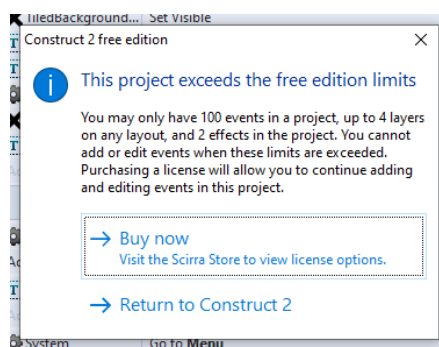 TiledBackground... Set Visible
Construct 2 free edition
This project exceeds the free edition limits
You may only have 100 events in a project, up to 4 layers
on any layout, and 2 effects in the project. You cannot
add or edit events when these limits are exceeded.
Purchasing a license will allow you to continue adding
and editing events in this project.
Buy now
Visit the Scirra Store to view license options.
Return to Construct 2
System Go to Menu